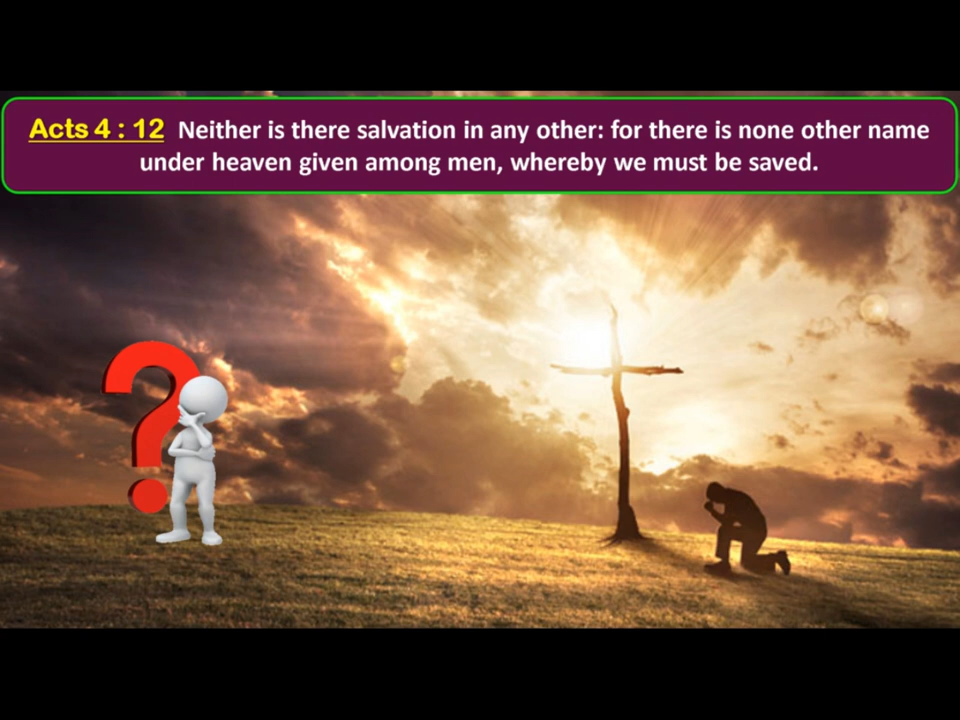 Acts 4 : 12 Neither is there salvation in any other: for there is none other name
under heaven given among men, whereby we must be saved.